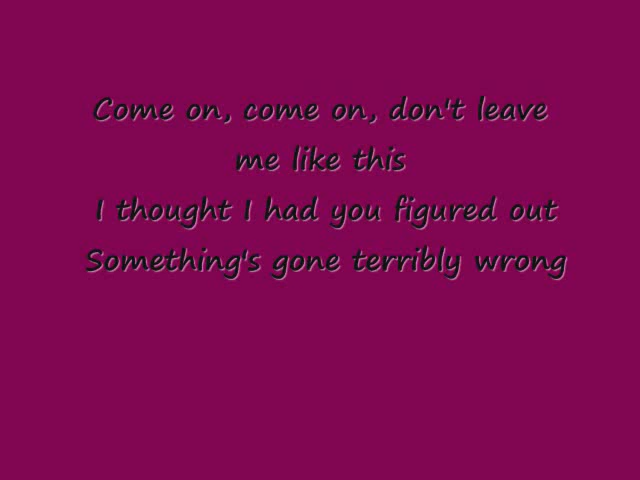 Come on, come on, don't leave
me like this
I thought I had you figured out
Something's gone terribly wrong